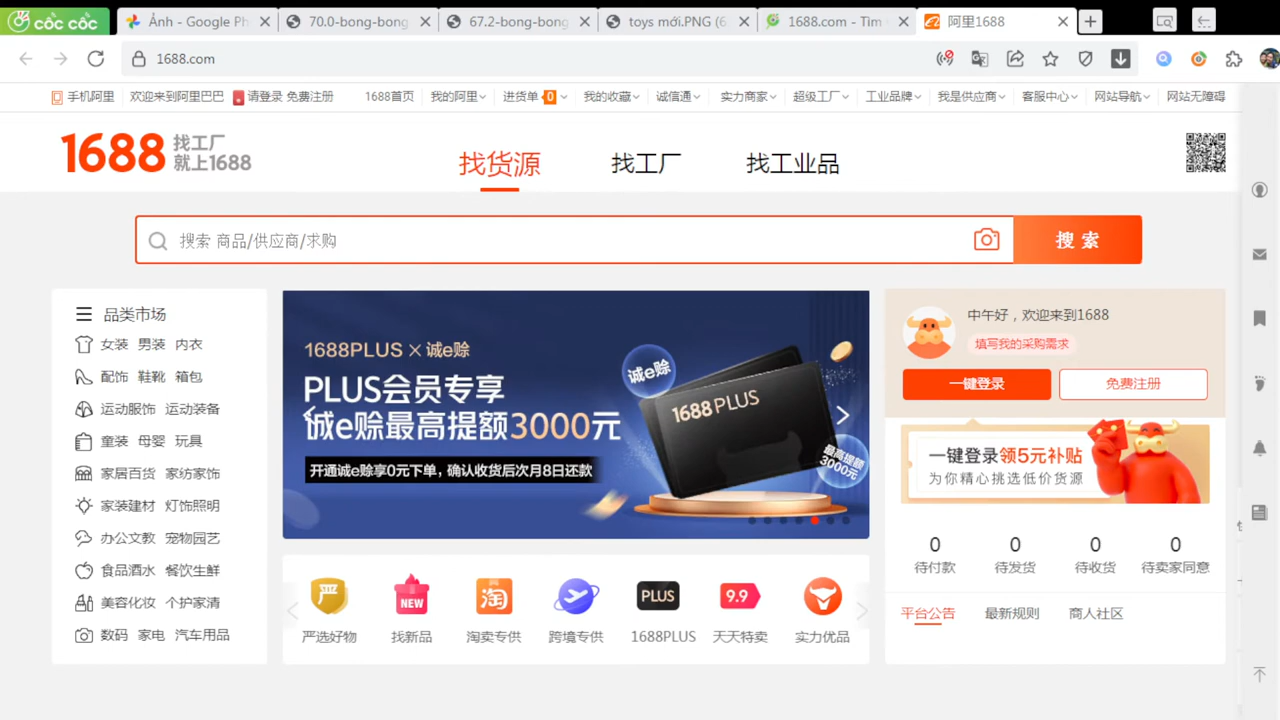 cốc cốc
Ảnh - Google Ph
70.0-bong-bong
67.2-bong-bong
toys mới.PNG (6
1688.com - Tìm
阿里1688
1688.com
手机阿里 欢迎来到阿里巴巴 请登录 免费注册 1688首页 我的阿里 进货单 0 我的收藏 诚信通 实力商家 超级工厂 工业品牌 我是供应商 客服中心 网站导航 网站无障碍
1688 找工厂
就上1688
找货源 找工厂 找工业品
搜索 商品/供应商/求购
搜 索
品类市场
女装 男装 内衣
配饰 鞋靴 箱包
运动服饰 运动装备
童装 母婴 玩具
家居百货 家纺家饰
家装建材 灯饰照明
办公文教 宠物园艺
食品酒水 餐饮生鲜
美容化妆 个护家清
数码 家电 汽车用品
1688PLUS × 诚e赊
PLUS会员专享
诚e赊最高提额3000元
开通诚e赊享0元下单，确认收货后次月8日还款
诚e赊
1688 PLUS
最高提额
3000元
严
NEW
淘
PLUS
9.9
严选好物 找新品 淘卖专供 跨境专供 1688PLUS 天天特卖 实力优品
中午好，欢迎来到1688
填写我的采购需求
一键登录 免费注册
一键登录领5元补贴
为你精心挑选低价货源
0 0 0 0
待付款 待发货 待收货 待卖家同意
平台公告 最新规则 商人社区